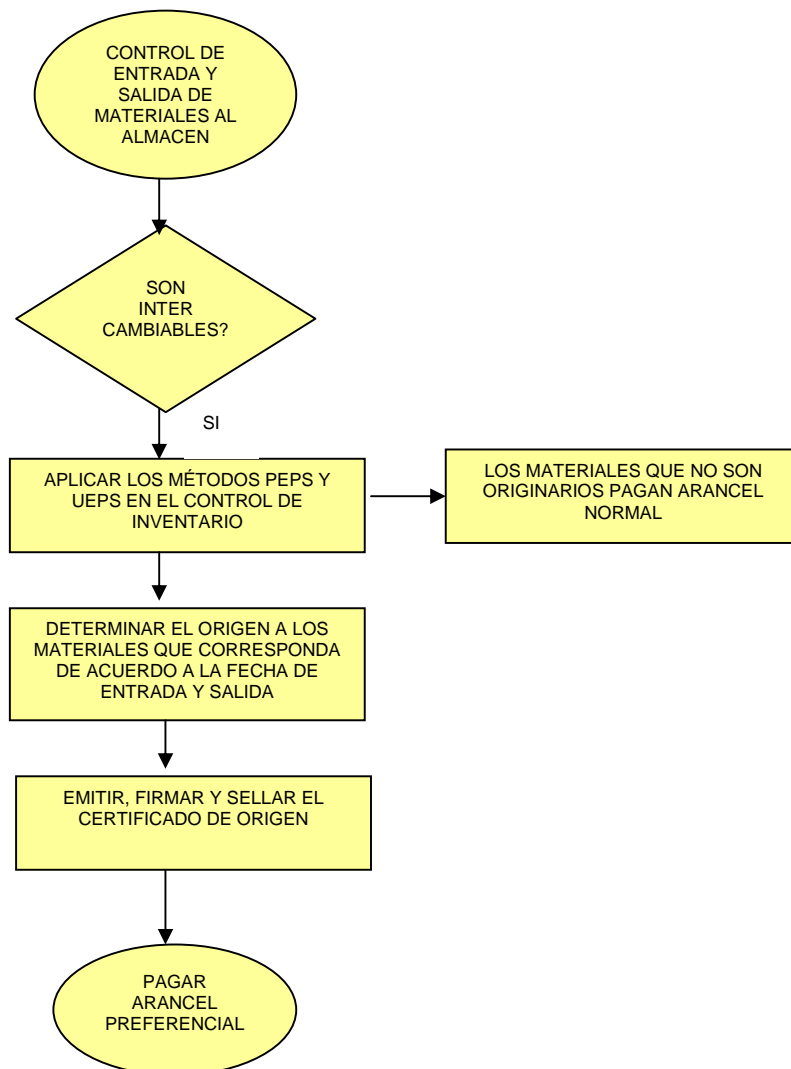 CONTROL DE
ENTRADA Y
SALIDA DE
MATERIALES AL
ALMACEN
SON
INTER
CAMBIABLES?
SI
APLICAR LOS MÉTODOS PEPS Y
UEPS EN EL CONTROL DE
INVENTARIO
LOS MATERIALES QUE NO SON
ORIGINARIOS PAGAN ARANCEL
NORMAL
DETERMINAR EL ORIGEN A LOS
MATERIALES QUE CORRESPONDA
DE ACUERDO A LA FECHA DE
ENTRADA Y SALIDA
EMITIR, FIRMAR Y SELLAR EL
CERTIFICADO DE ORIGEN
PAGAR
ARANCEL
PREFERENCIAL